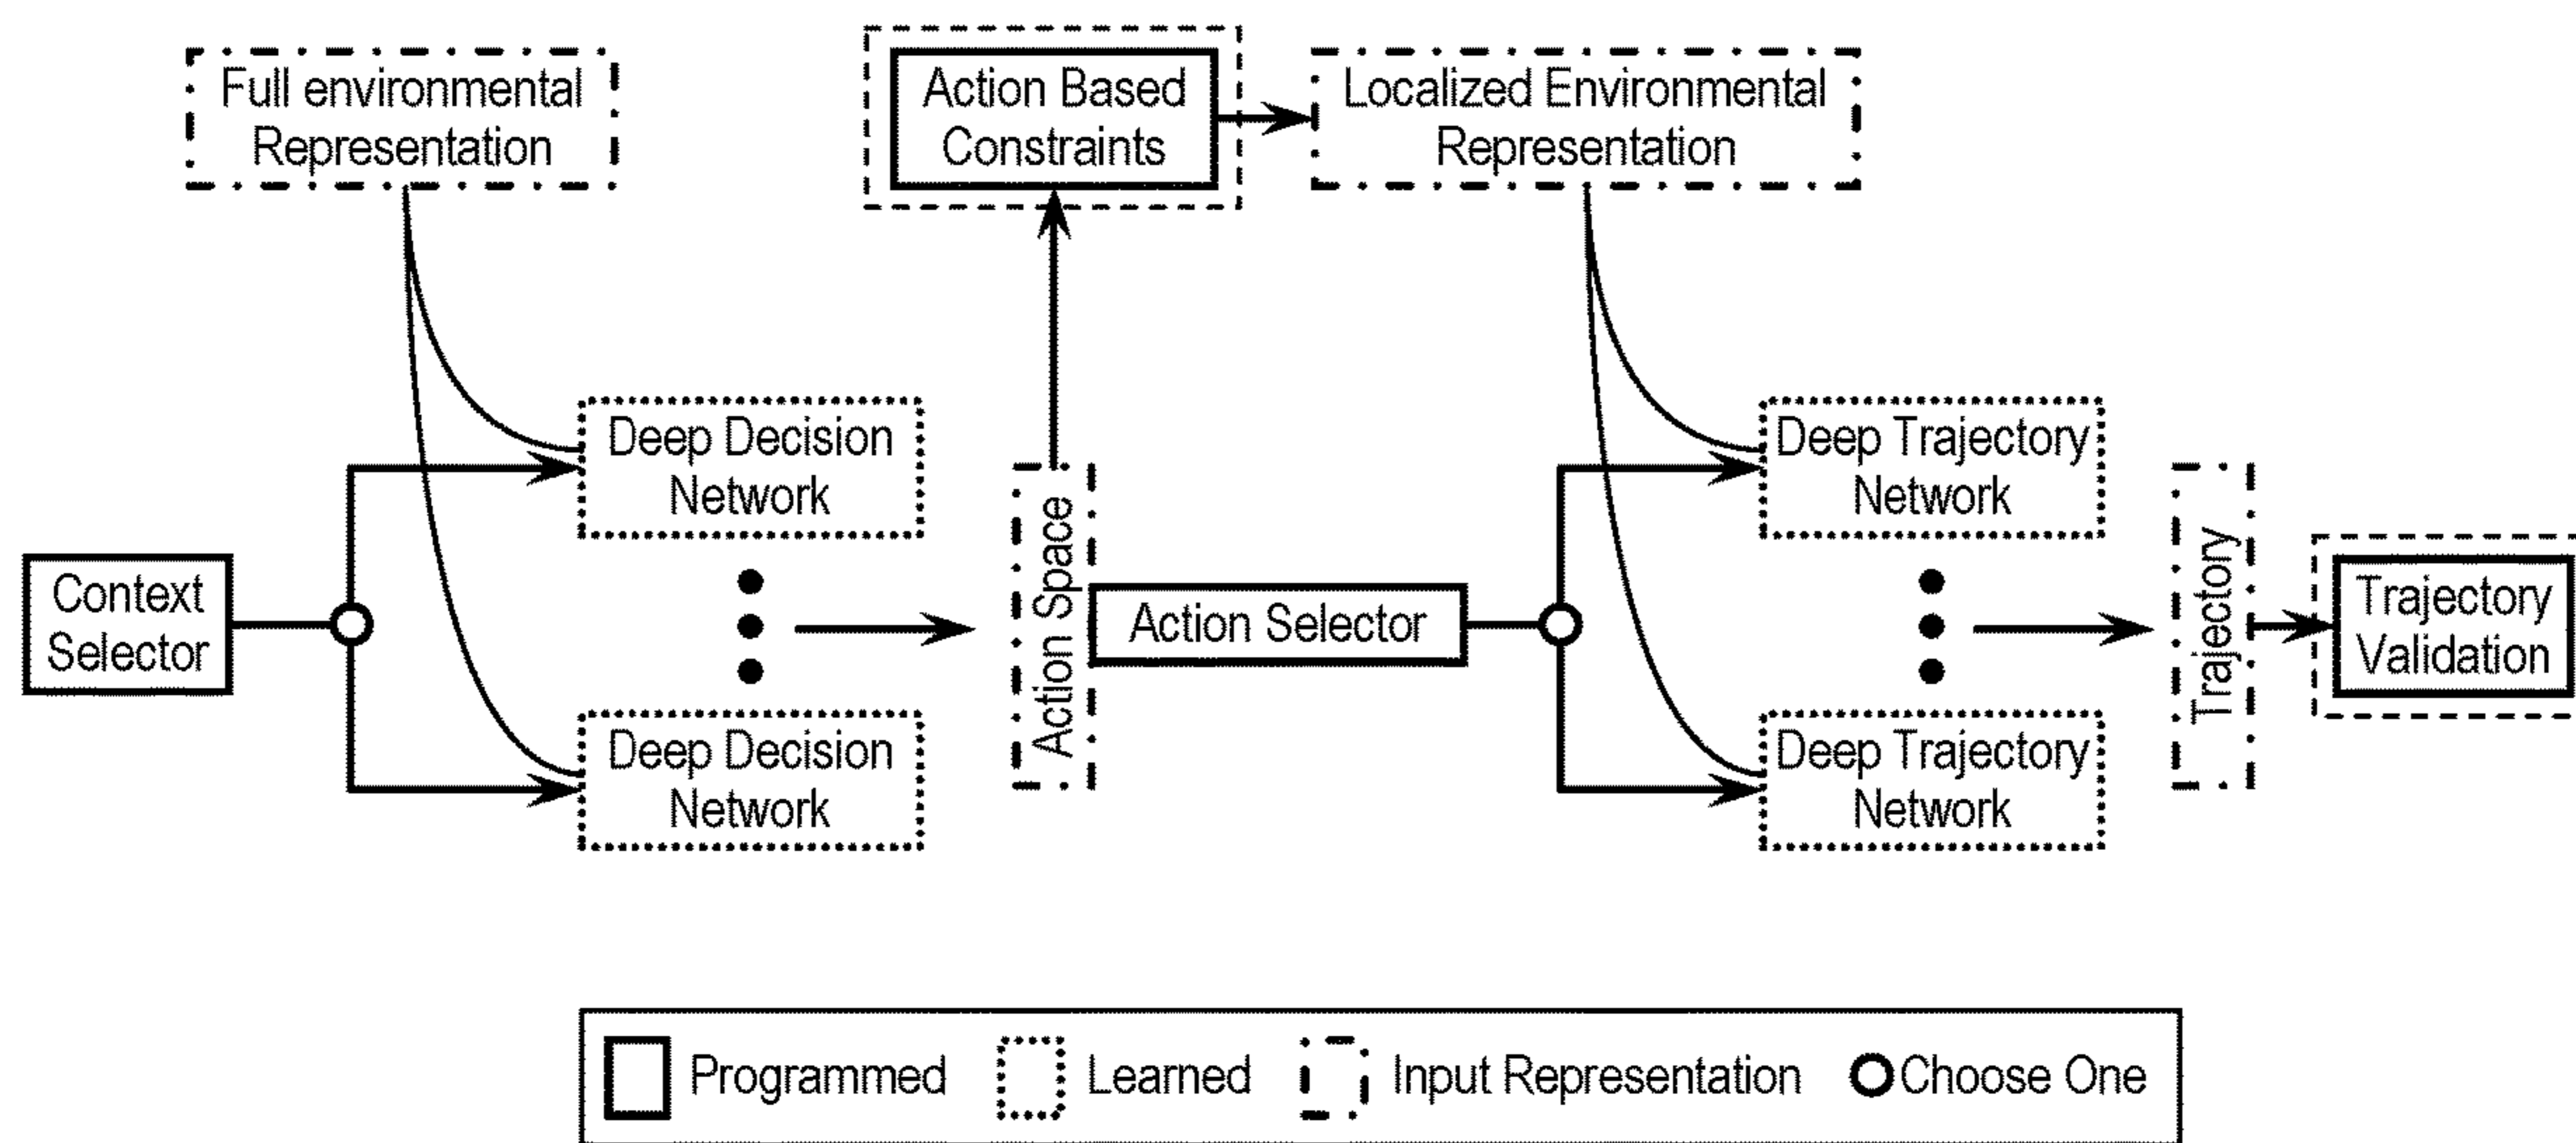 Full environmental
Representation
Action Based
Constraints
Localized Environmental
Representation
Deep Decision
Network
Deep Trajectory
Network
Context
Selector
Action Space
Action Selector
Trajectory
Trajectory
Validation
Deep Decision
Network
Deep Trajectory
Network
Programmed
Learned
Input Representation
Choose One